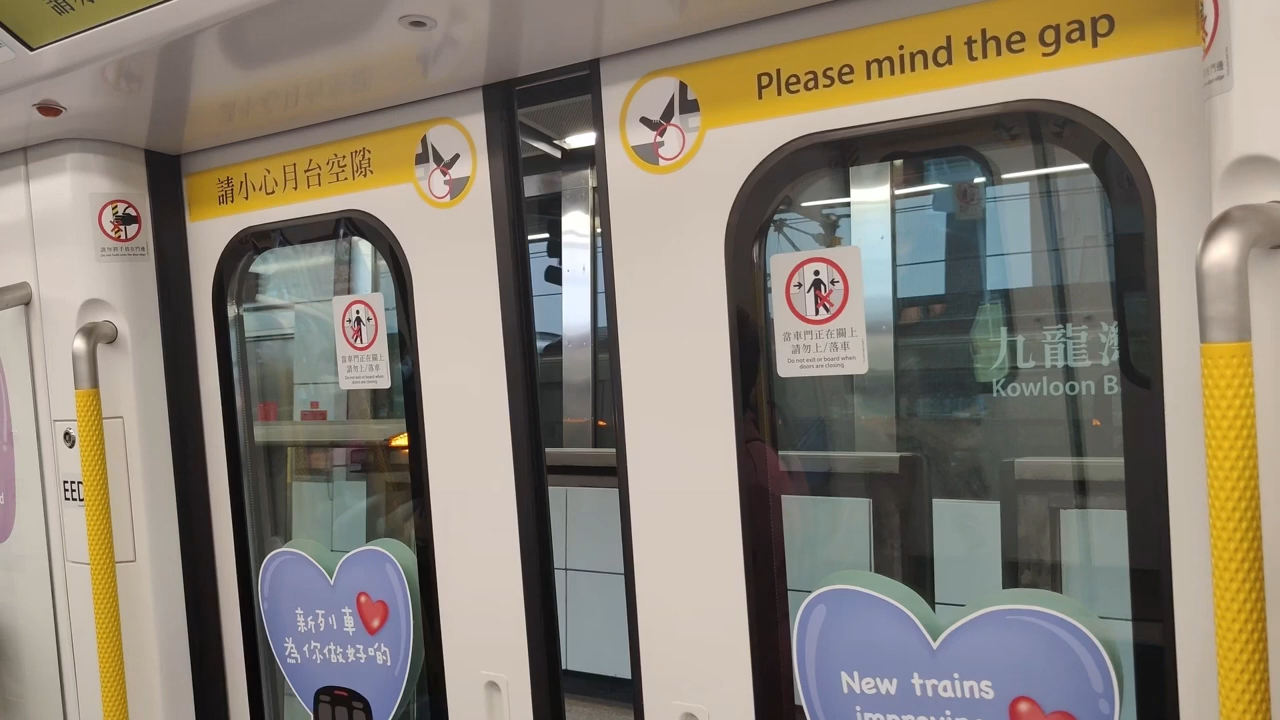 請小心月台空隙
Please mind the gap
當車門正在關上
請勿上/落車
Do not exit or board when
doors are closing
當車門正在關上
請勿上/落車
Do not exit or board when
doors are closing
九龍灣
Kowloon B
EED
新列車
為你做好啲
New trains
improving